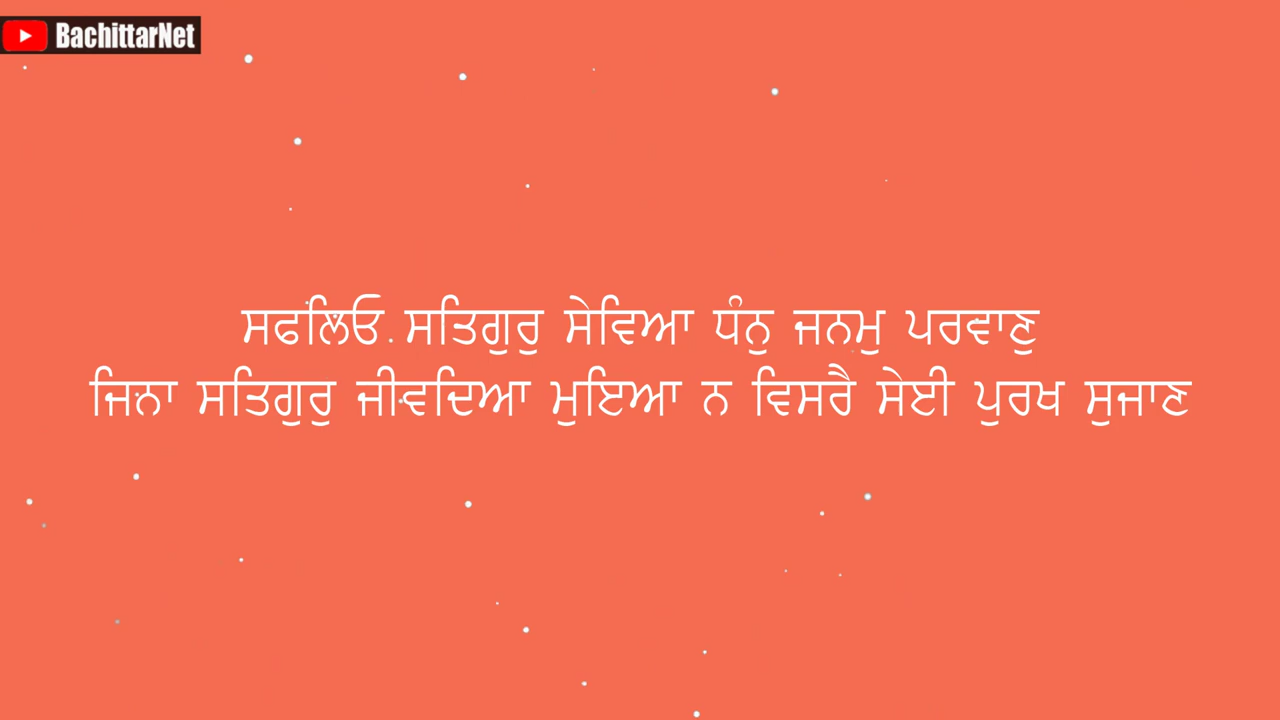 BachittarNet
ਸਫਲਿਓ ਸਤਿਗੁਰੁ ਸੇਵਿਆ ਧੰਨੁ ਜਨਮੁ ਪਰਵਾਣੁ
ਜਿਨਾ ਸਤਿਗੁਰੁ ਜੀਵਦਿਆ ਮੁਇਆ ਨ ਵਿਸਰੈ ਸੇਈ ਪੁਰਖ ਸੁਜਾਣ